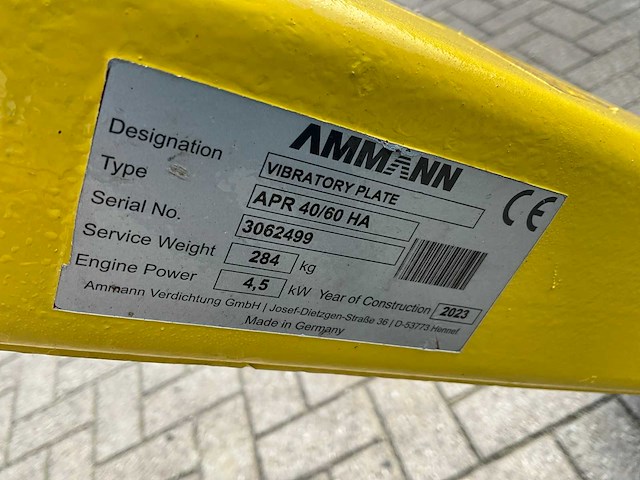 AMMANN
Designation VIBRATORY PLATE
Type APR 40/60 HA
Serial No. 3062499
Service Weight 284 kg
Engine Power 4,5 kW Year of Construction 2023
Ammann Verdichtung GmbH | Josef-Dietzgen-Straße 36 | D-53773 Hennef
Made in Germany
CE